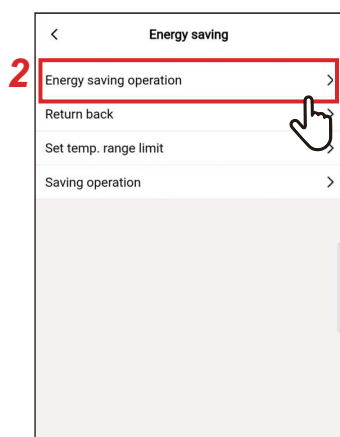 Energy saving
2
Energy saving operation
Return back
Set temp. range limit
Saving operation